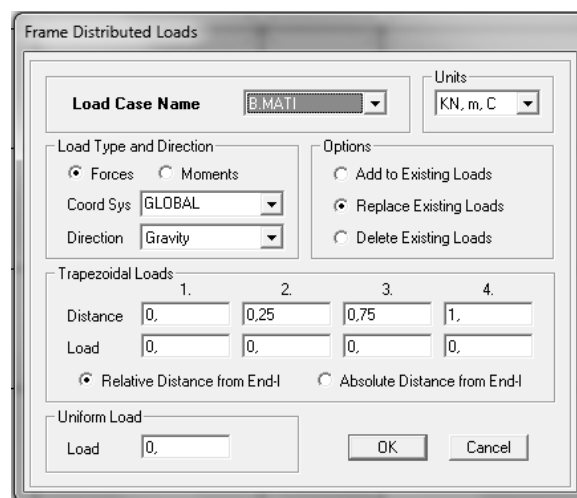 Frame Distributed Loads
Load Case Name B.MATI
Units
KN, m, C
Load Type and Direction
Forces Moments
Coord Sys GLOBAL
Direction Gravity
Options
Add to Existing Loads
Replace Existing Loads
Delete Existing Loads
Trapezoidal Loads
1. 2. 3. 4.
Distance 0, 0,25 0,75 1,
Load 0, 0, 0, 0,
Relative Distance from End-I Absolute Distance from End-I
Uniform Load
Load 0,
OK Cancel